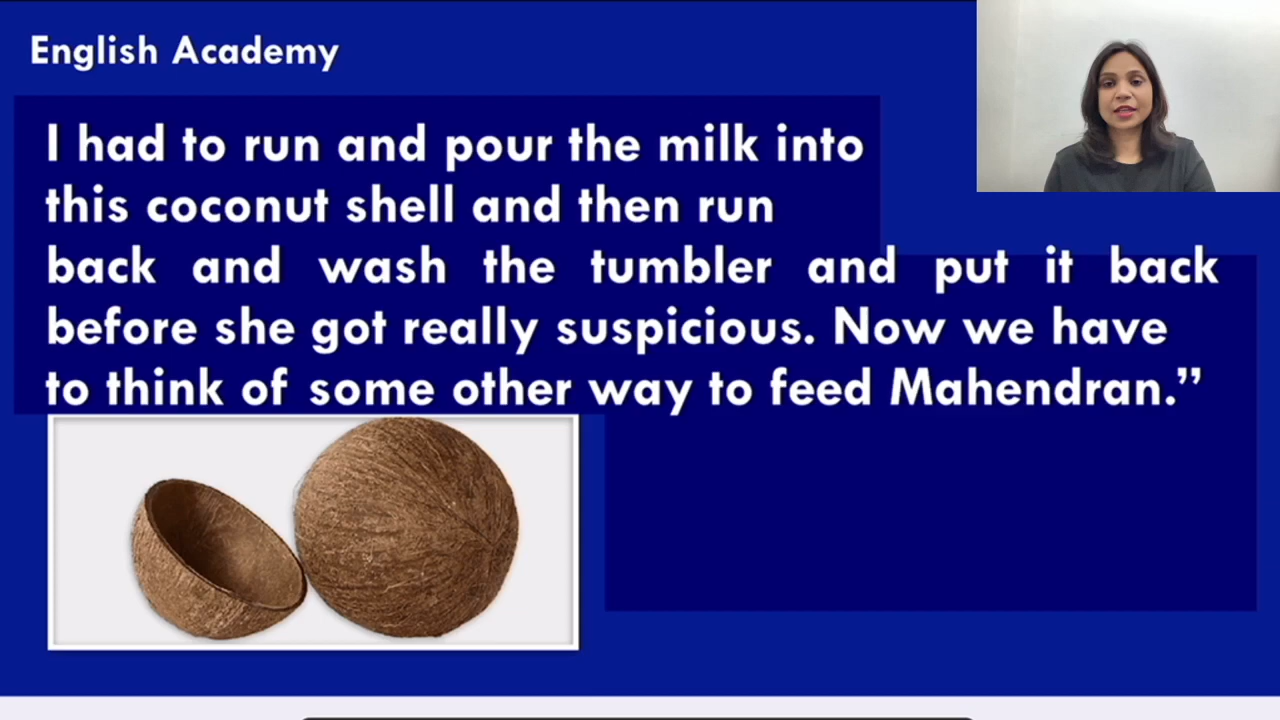 English Academy
I had to run and pour the milk into
this coconut shell and then run
back and wash the tumbler and put it back
before she got really suspicious. Now we have
to think of some other way to feed Mahendran.”